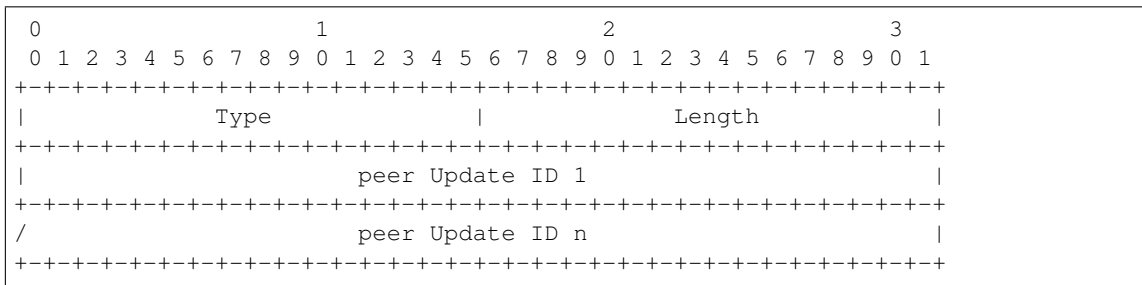 0                   1                   2                   3
 0 1 2 3 4 5 6 7 8 9 0 1 2 3 4 5 6 7 8 9 0 1 2 3 4 5 6 7 8 9 0 1
+-+-+-+-+-+-+-+-+-+-+-+-+-+-+-+-+-+-+-+-+-+-+-+-+-+-+-+-+-+-+-+-+
|             Type              |             Length            |
+-+-+-+-+-+-+-+-+-+-+-+-+-+-+-+-+-+-+-+-+-+-+-+-+-+-+-+-+-+-+-+-+
|                       peer Update ID 1                        |
+-+-+-+-+-+-+-+-+-+-+-+-+-+-+-+-+-+-+-+-+-+-+-+-+-+-+-+-+-+-+-+-+
/                       peer Update ID n                        |
+-+-+-+-+-+-+-+-+-+-+-+-+-+-+-+-+-+-+-+-+-+-+-+-+-+-+-+-+-+-+-+-+